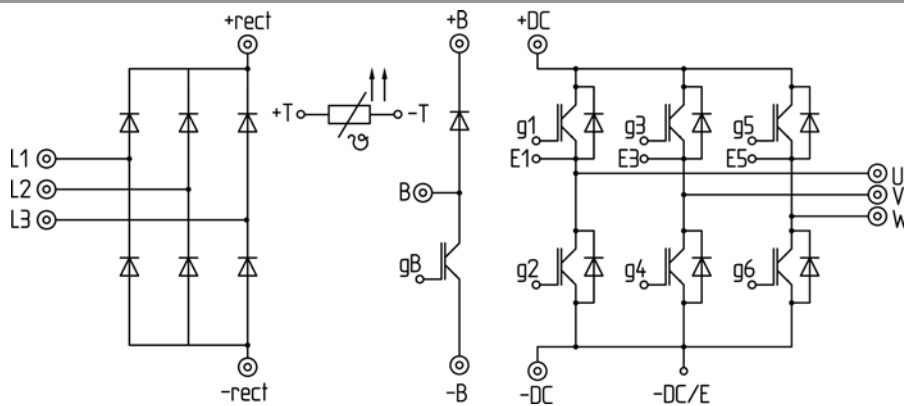 +rect
+B
+DC
+T
-T
ϑ
g1
g3
g5
L1
E1
E3
E5
L2
B
U
L3
V
W
gB
g2
g4
g6
-rect
-B
-DC
-DC/E